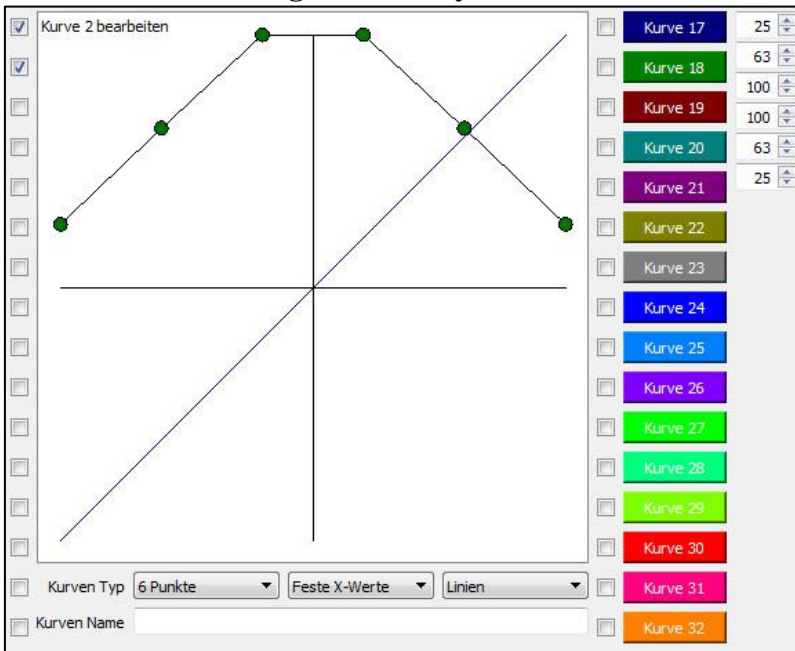 Kurve 2 bearbeiten
Kurve 17 25
Kurve 18 63
Kurve 19 100
Kurve 20 100
Kurve 21 63
Kurve 22 25
Kurve 23
Kurve 24
Kurve 25
Kurve 26
Kurve 27
Kurve 28
Kurve 29
Kurve 30
Kurven Typ 6 Punkte Feste X-Werte Linien Kurve 31
Kurven Name Kurve 32